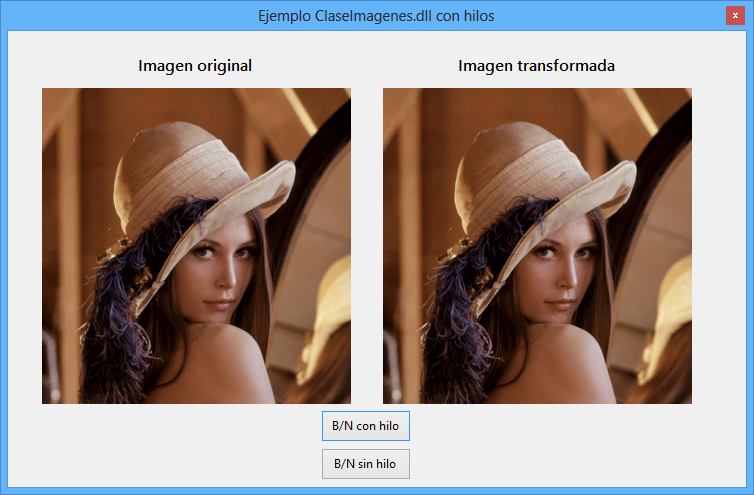 Ejemplo ClaseImagenes.dll con hilos
x
Imagen original
Imagen transformada
B/N con hilo
B/N sin hilo